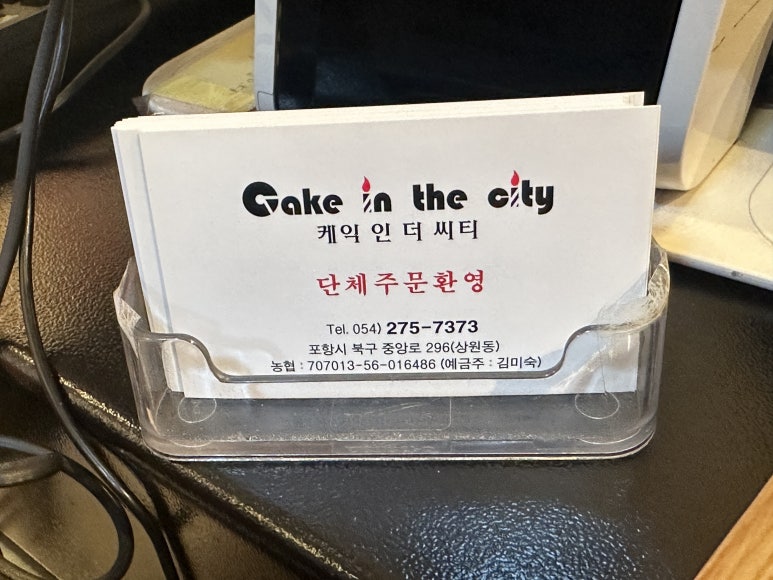 Cake in the city
케익 인 더 씨티
단체주문환영
Tel. 054) 275-7373
포항시 북구 중앙로 296(상원동)
농협 : 707013-56-016486 (예금주 : 김미숙)